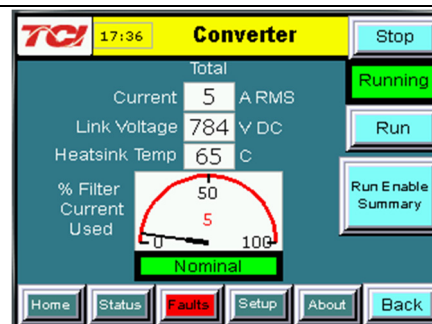 TCI 17:36 Converter Stop
Total
Running
Current 5 A RMS
Link Voltage 784 V DC
Run
Heatsink Temp 65 C
% Filter
Current
Used
50
5
0 100
Nominal
Run Enable
Summary
Home Status Faults Setup About Back